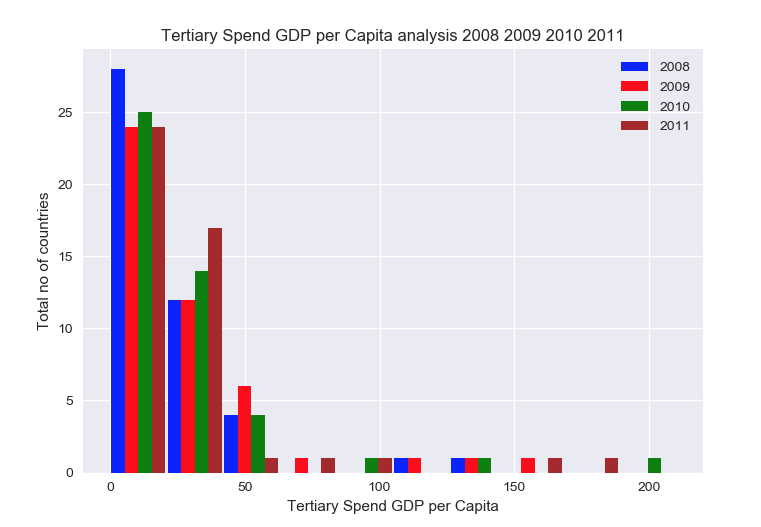 Tertiary Spend GDP per Capita analysis 2008 2009 2010 2011
2008
2009
2010
2011
25
20
15
10
5
0
Total no of countries
0 50 100 150 200
Tertiary Spend GDP per Capita